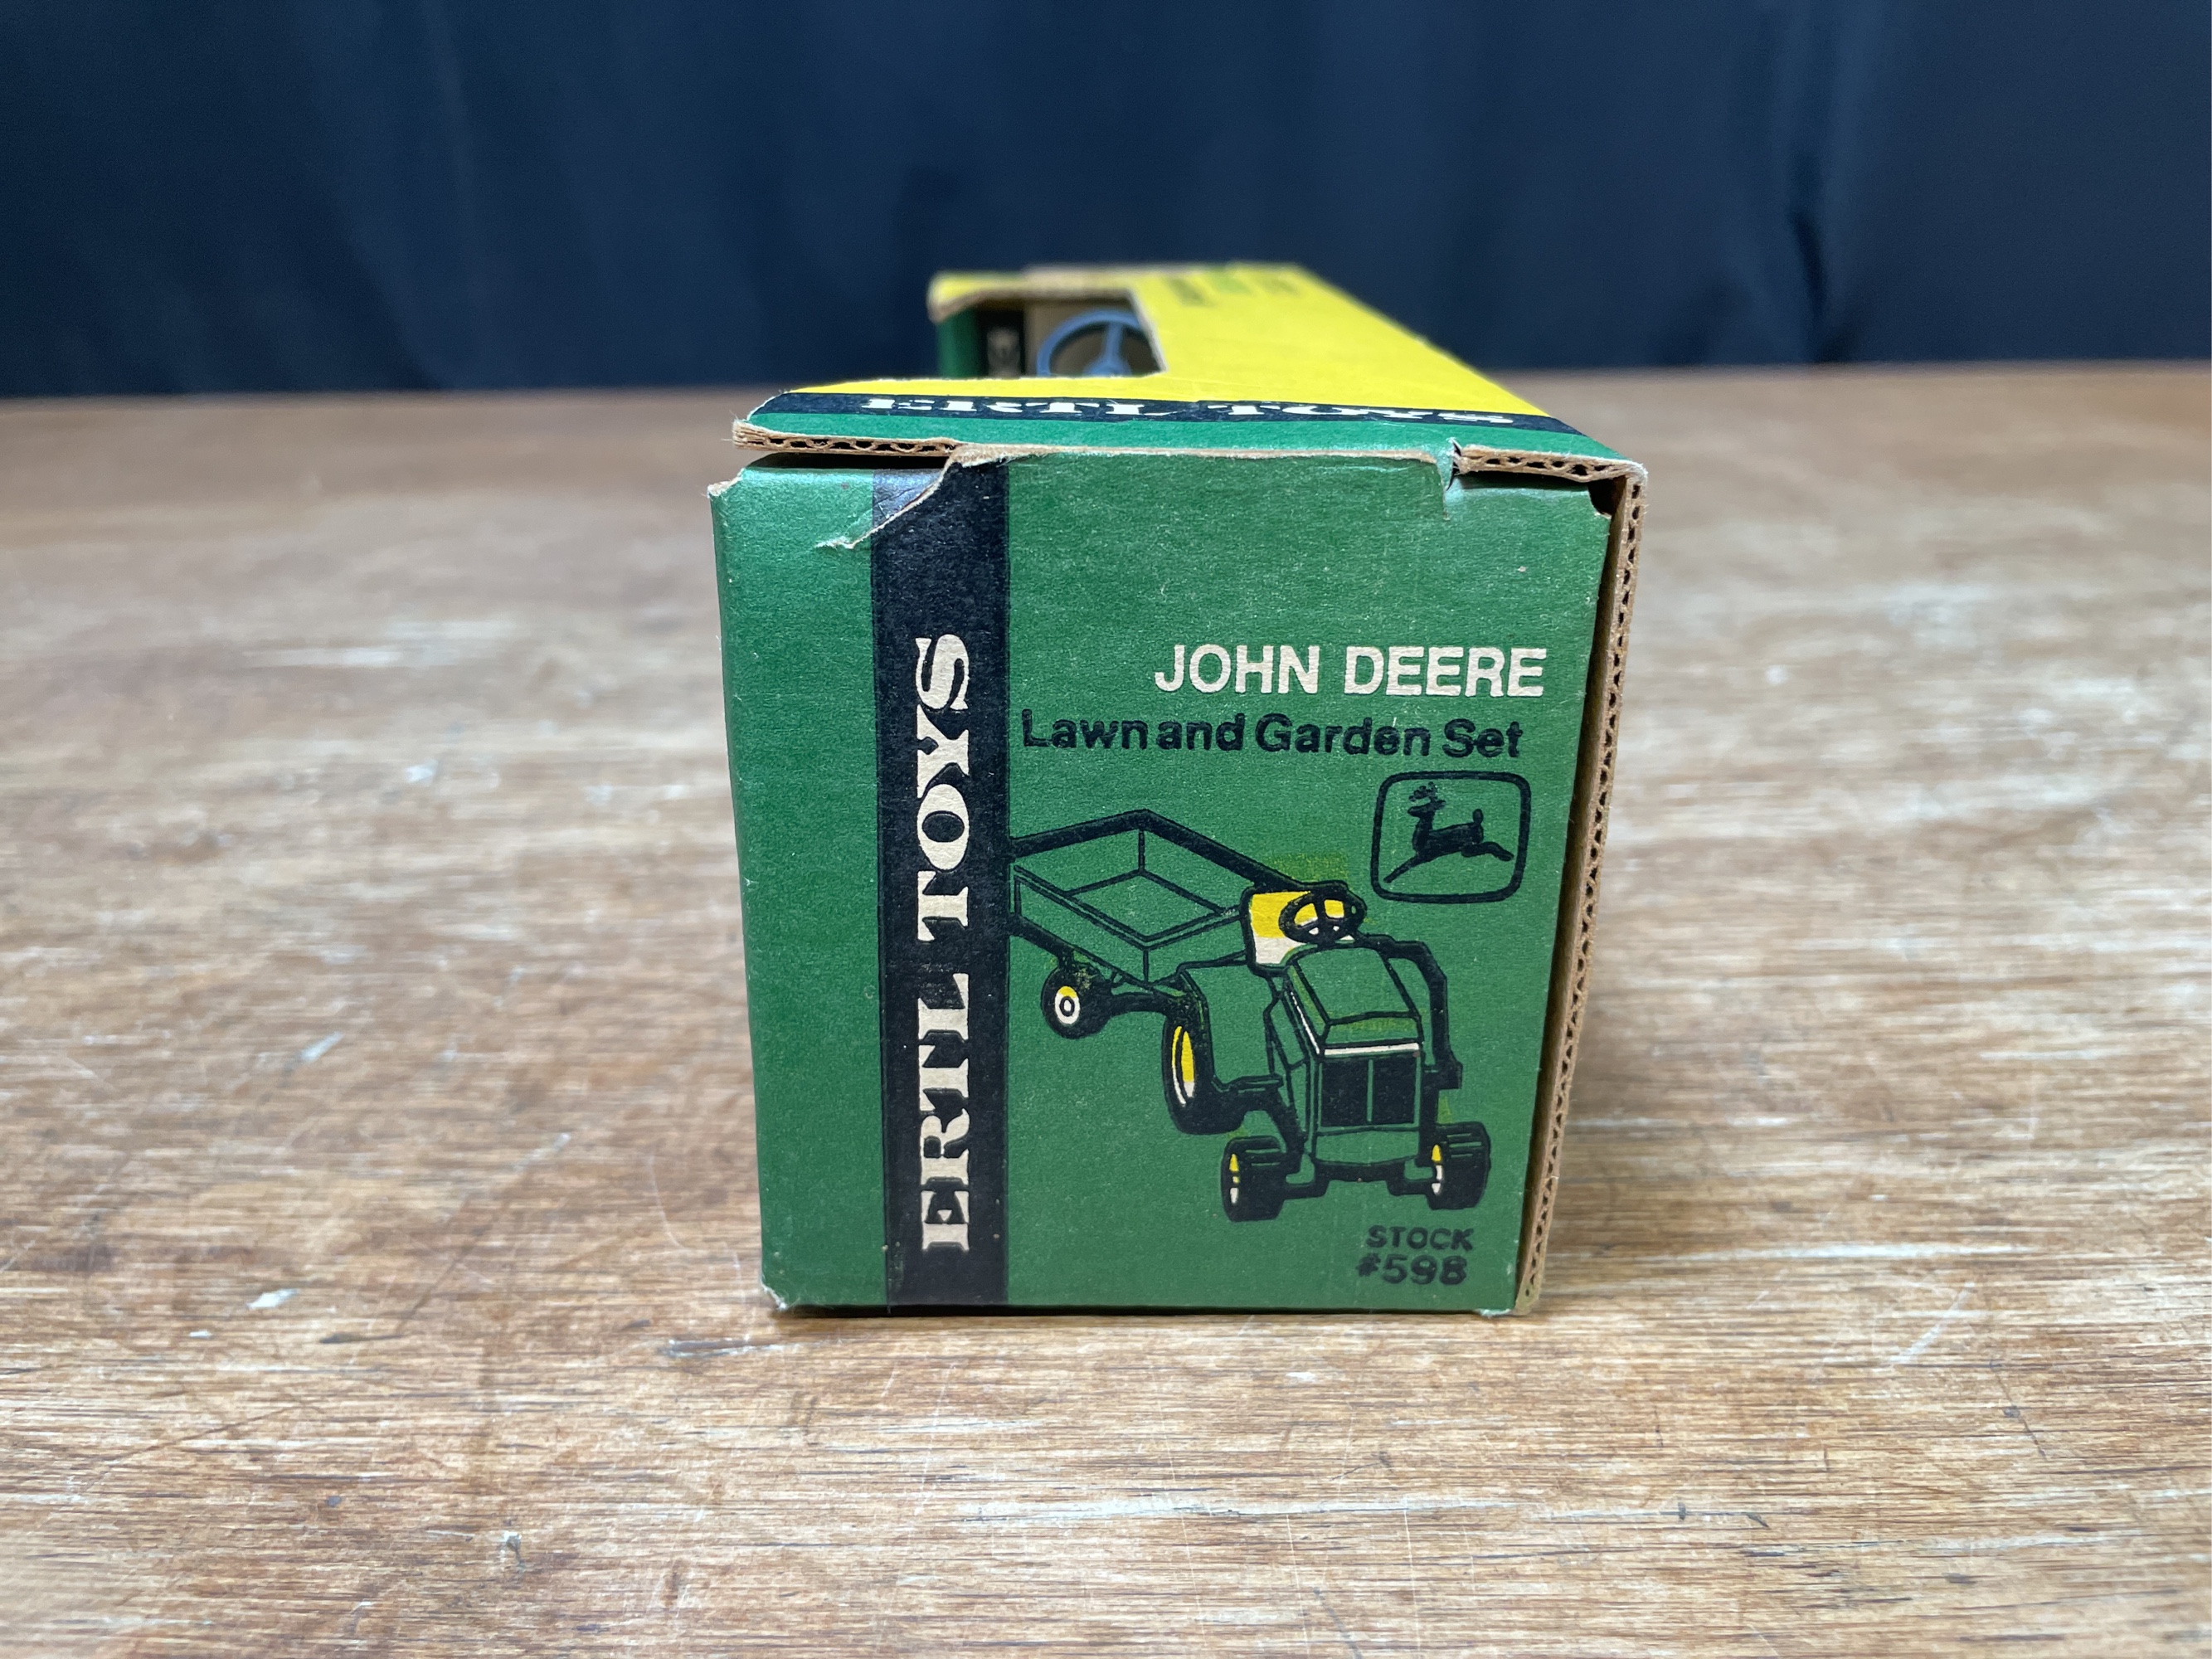 ERTL TOYS
ERTL TOYS
JOHN DEERE
Lawn and Garden Set
STOCK
#598